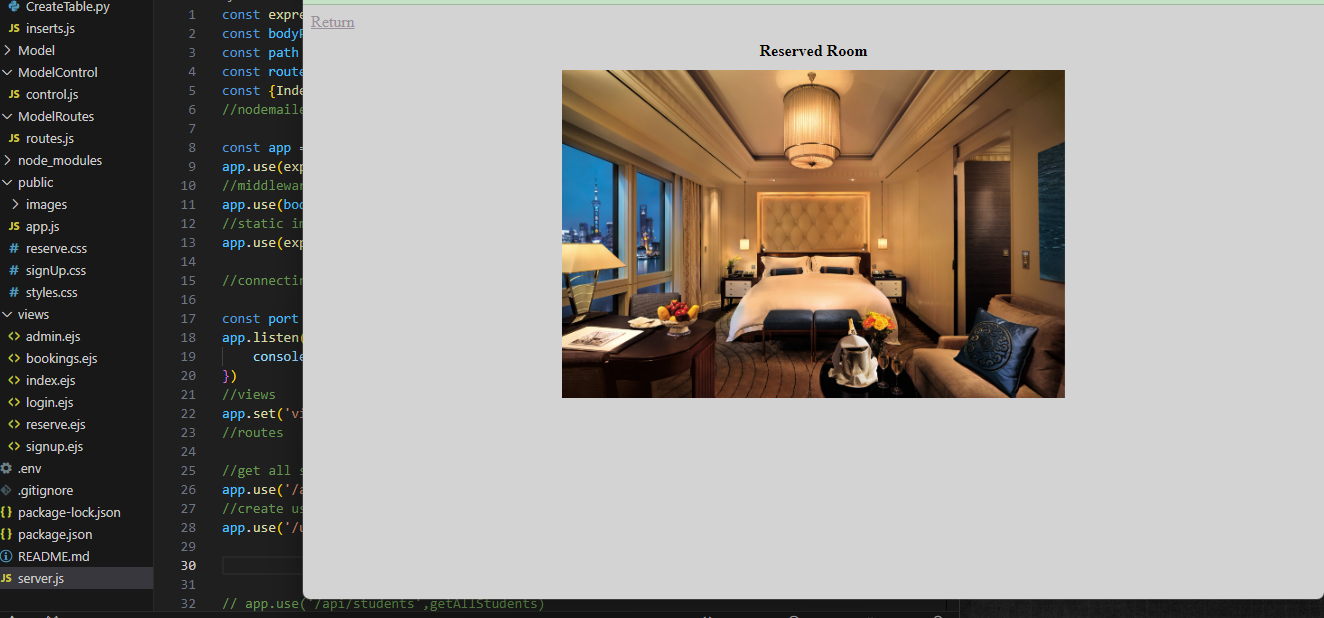 CreateTable.py
JS inserts.js
Model
ModelControl
JS control.js
ModelRoutes
JS routes.js
node_modules
public
images
JS app.js
# reserve.css
# signUp.css
# styles.css
views
<> admin.ejs
<> bookings.ejs
<> index.ejs
<> login.ejs
<> reserve.ejs
<> signup.ejs
.env
.gitignore
{} package-lock.json
{} package.json
README.md
JS server.js
1 const expre
2 const bodyP
3 const path
4 const route
5 const {Inde
6 //nodemaile
7
8 const app =
9 app.use(exp
10 //middlewar
11 app.use(bod
12 //static im
13 app.use(exp
14
15 //connectin
16
17 const port
18 app.listen(
19 console
20 })
21 //views
22 app.set('vi
23 //routes
24
25 //get all s
26 app.use('/a
27 //create us
28 app.use('/u
29
30
31
32 // app.use('/api/students',getAllStudents)
Return
Reserved Room